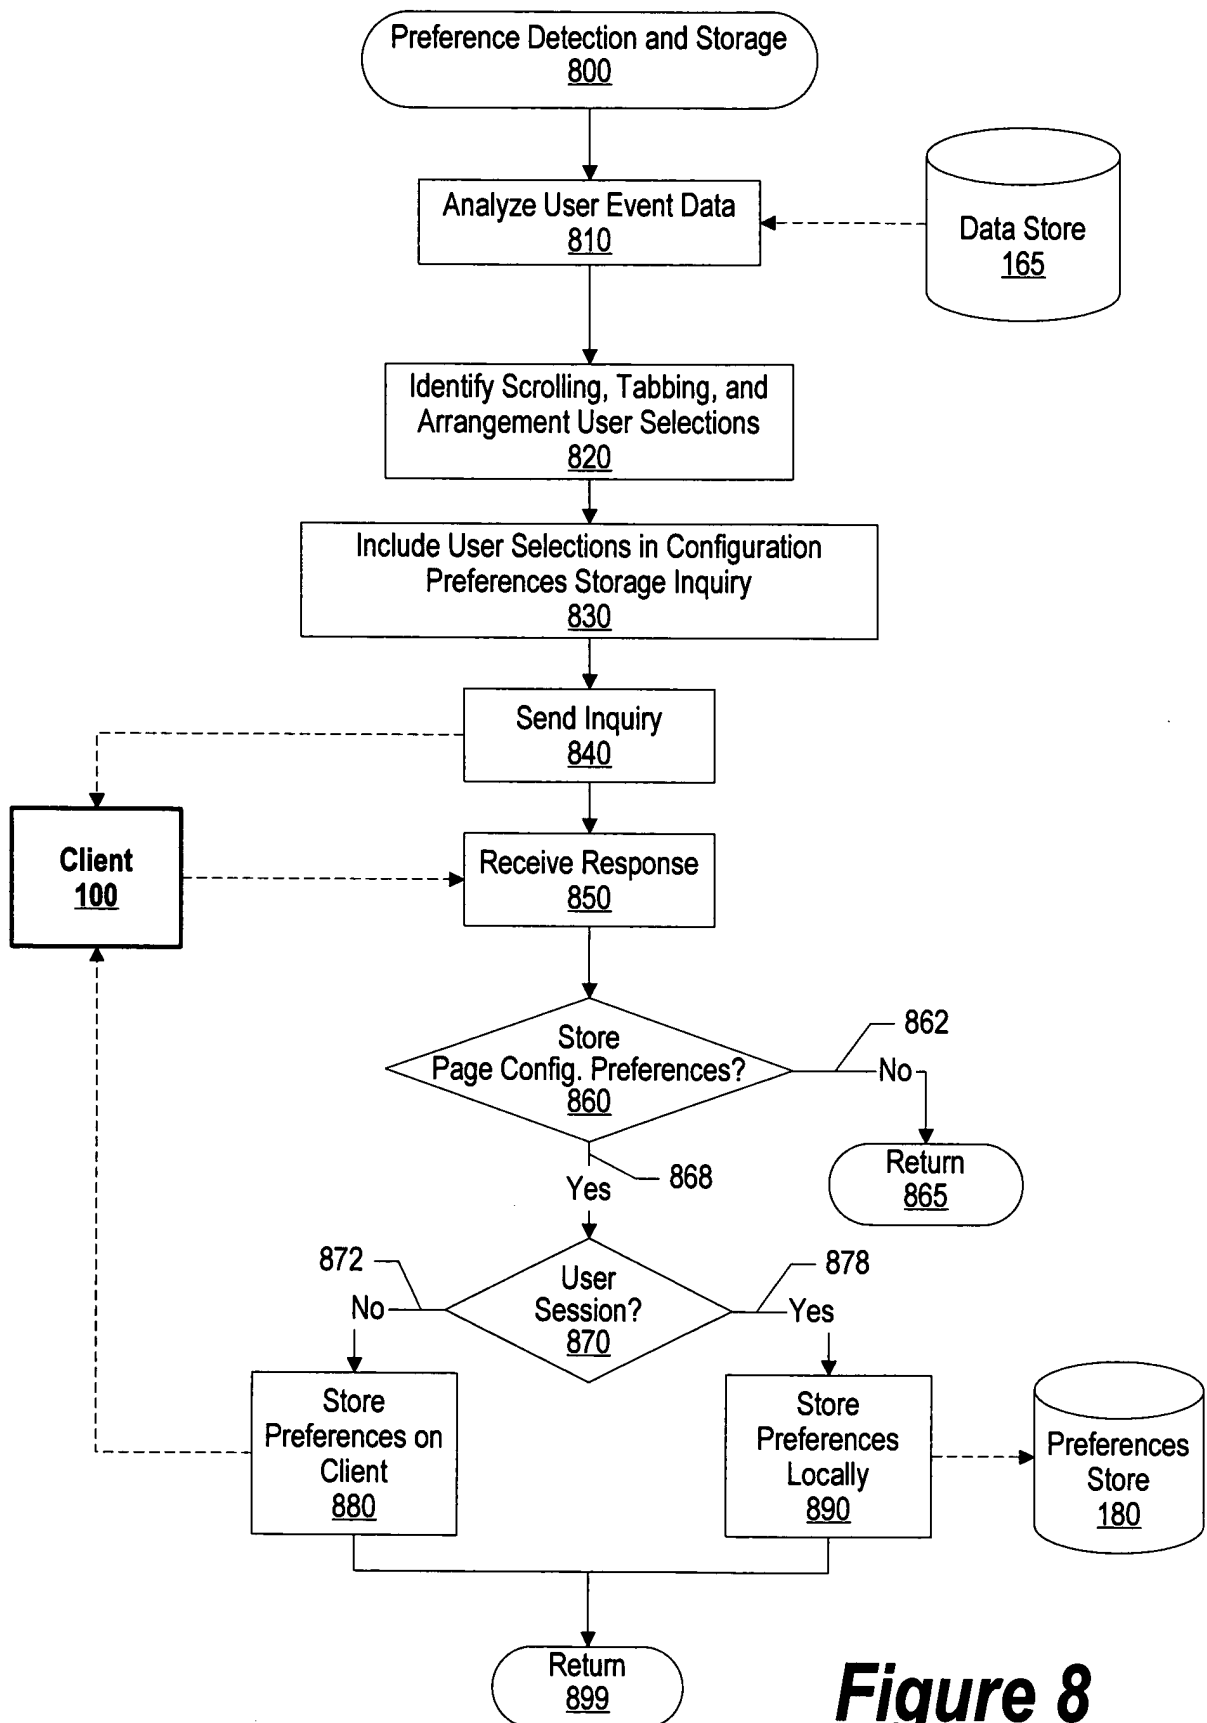 Preference Detection and Storage
800
Analyze User Event Data
810
Data Store
165
Identify Scrolling, Tabbing, and
Arrangement User Selections
820
Include User Selections in Configuration
Preferences Storage Inquiry
830
Send Inquiry
840
Client
100
Receive Response
850
Store
Page Config. Preferences?
860
862
No
Return
865
868
Yes
User
Session?
870
872
No
878
Yes
Store
Preferences on
Client
880
Store
Preferences
Locally
890
Preferences
Store
180
Return
899
Figure 8